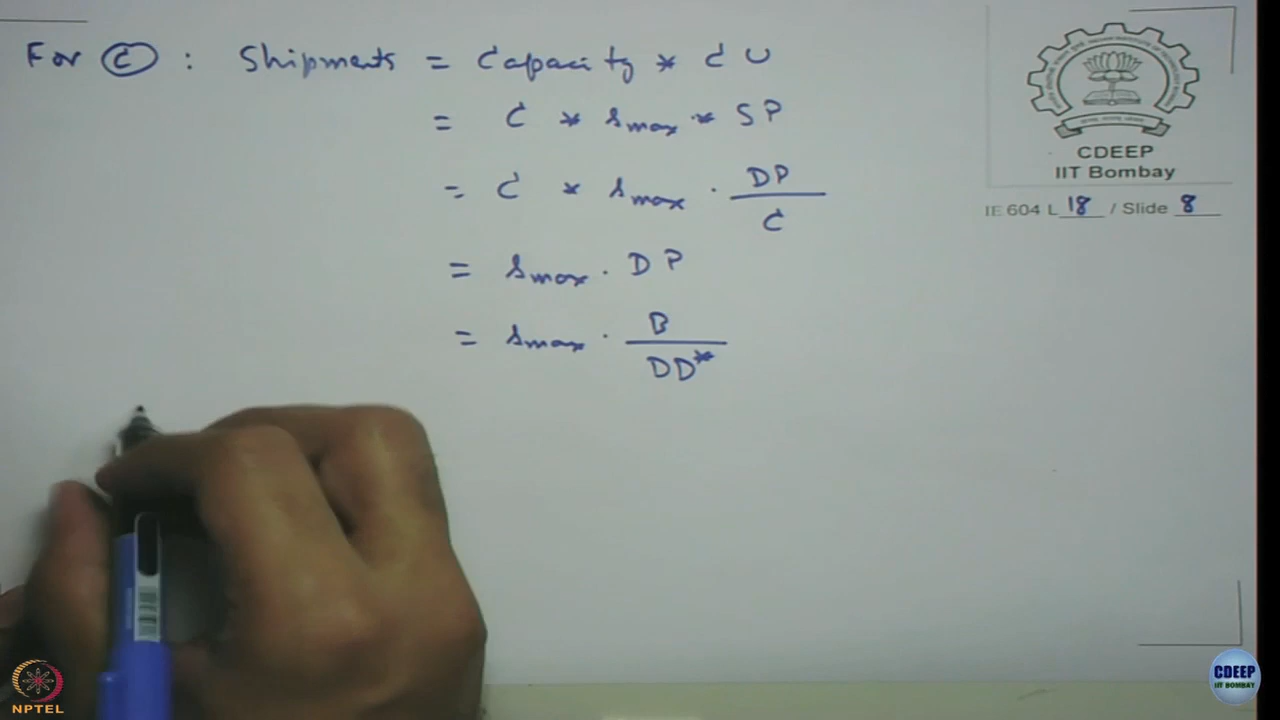 For Ⓒ : Shipments = Capacity * CU
= C * smax * SP
= C * smax · DP / C
= smax · DP
= smax · B / DD*
CDEEP
IIT Bombay
IE 604 L 18 / Slide 8
NPTEL
CDEEP
IIT BOMBAY